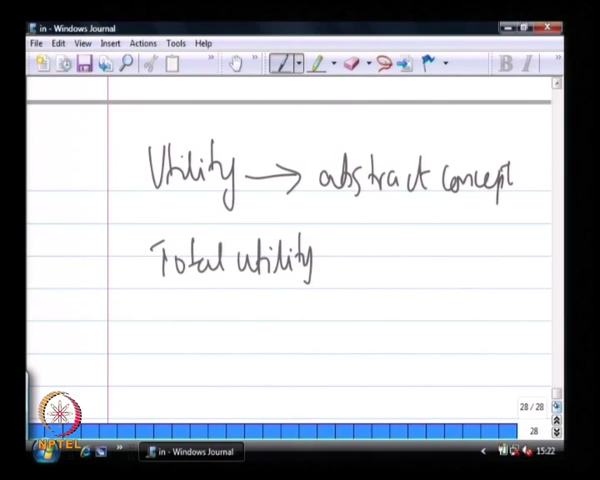 in - Windows Journal
File Edit View Insert Actions Tools Help
B I
Utility → abstract concept
Total utility
28 / 28
28
NPTEL
in - Windows Journal
15:22